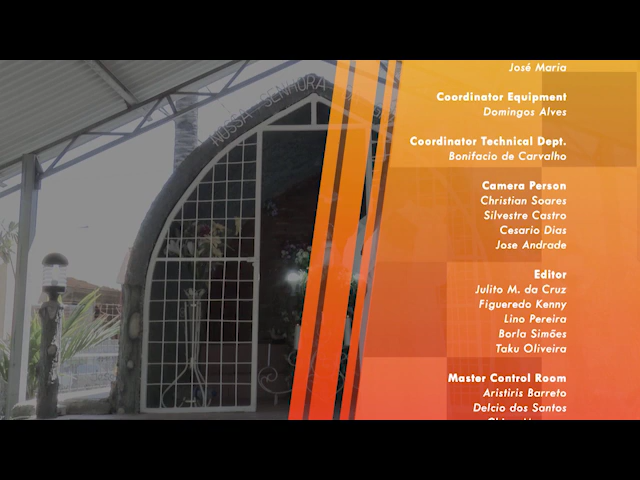 NOSSA SENHORA
José Maria
Coordinator Equipment
Domingos Alves
Coordinator Technical Dept.
Bonifacio de Carvalho
Camera Person
Christian Soares
Silvestre Castro
Cesario Dias
Jose Andrade
Editor
Julito M. da Cruz
Figueredo Kenny
Lino Pereira
Borla Simões
Taku Oliveira
Master Control Room
Aristiris Barreto
Delcio dos Santos